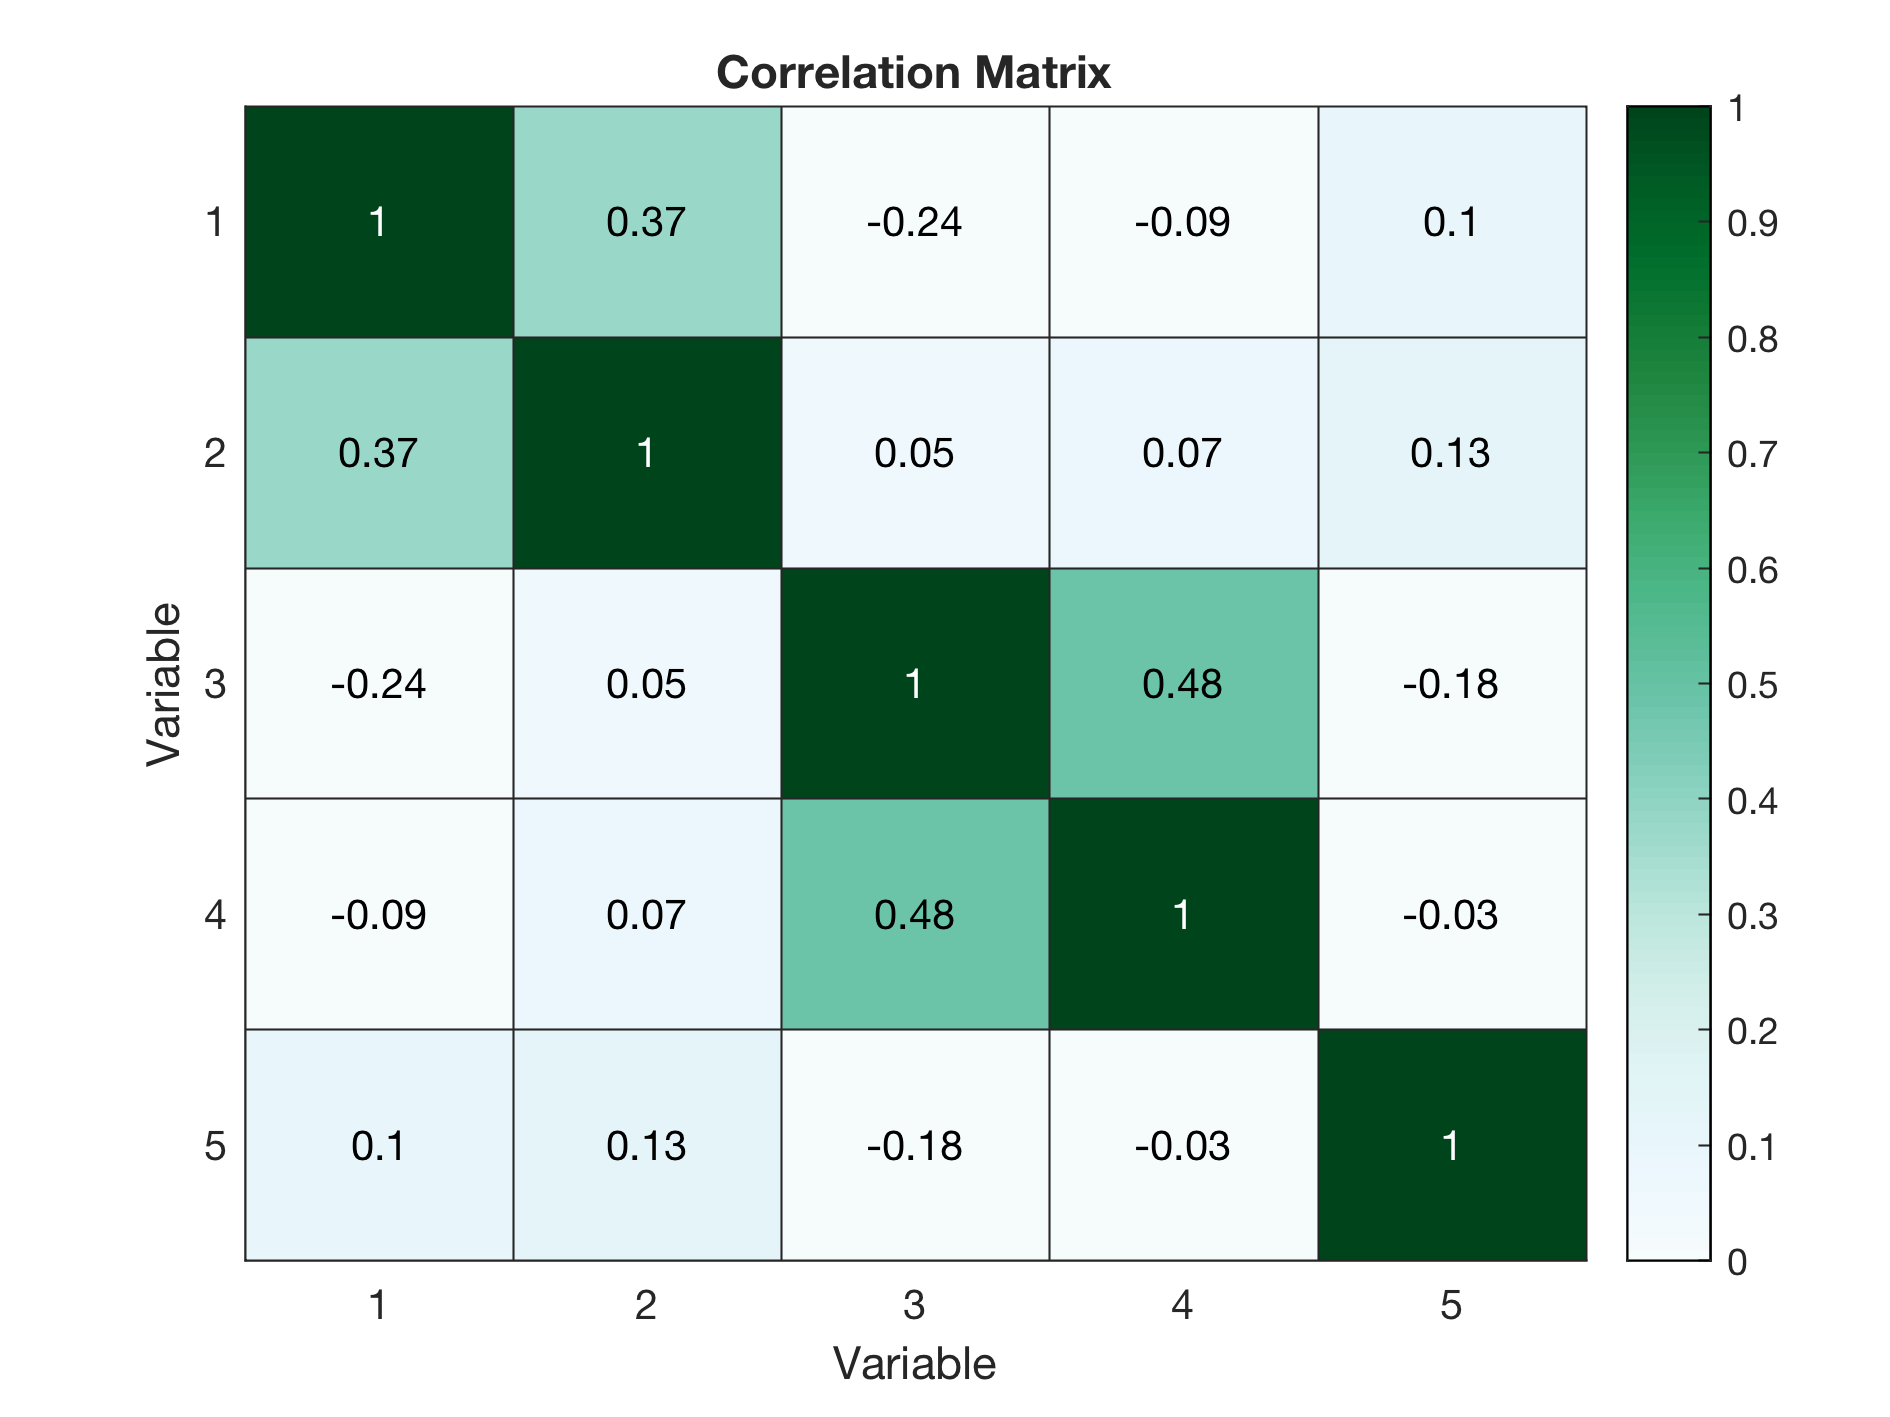 Correlation Matrix
1 1 0.37 -0.24 -0.09 0.1
2 0.37 1 0.05 0.07 0.13
3 -0.24 0.05 1 0.48 -0.18
4 -0.09 0.07 0.48 1 -0.03
5 0.1 0.13 -0.18 -0.03 1
1 2 3 4 5
Variable
Variable
1
0.9
0.8
0.7
0.6
0.5
0.4
0.3
0.2
0.1
0